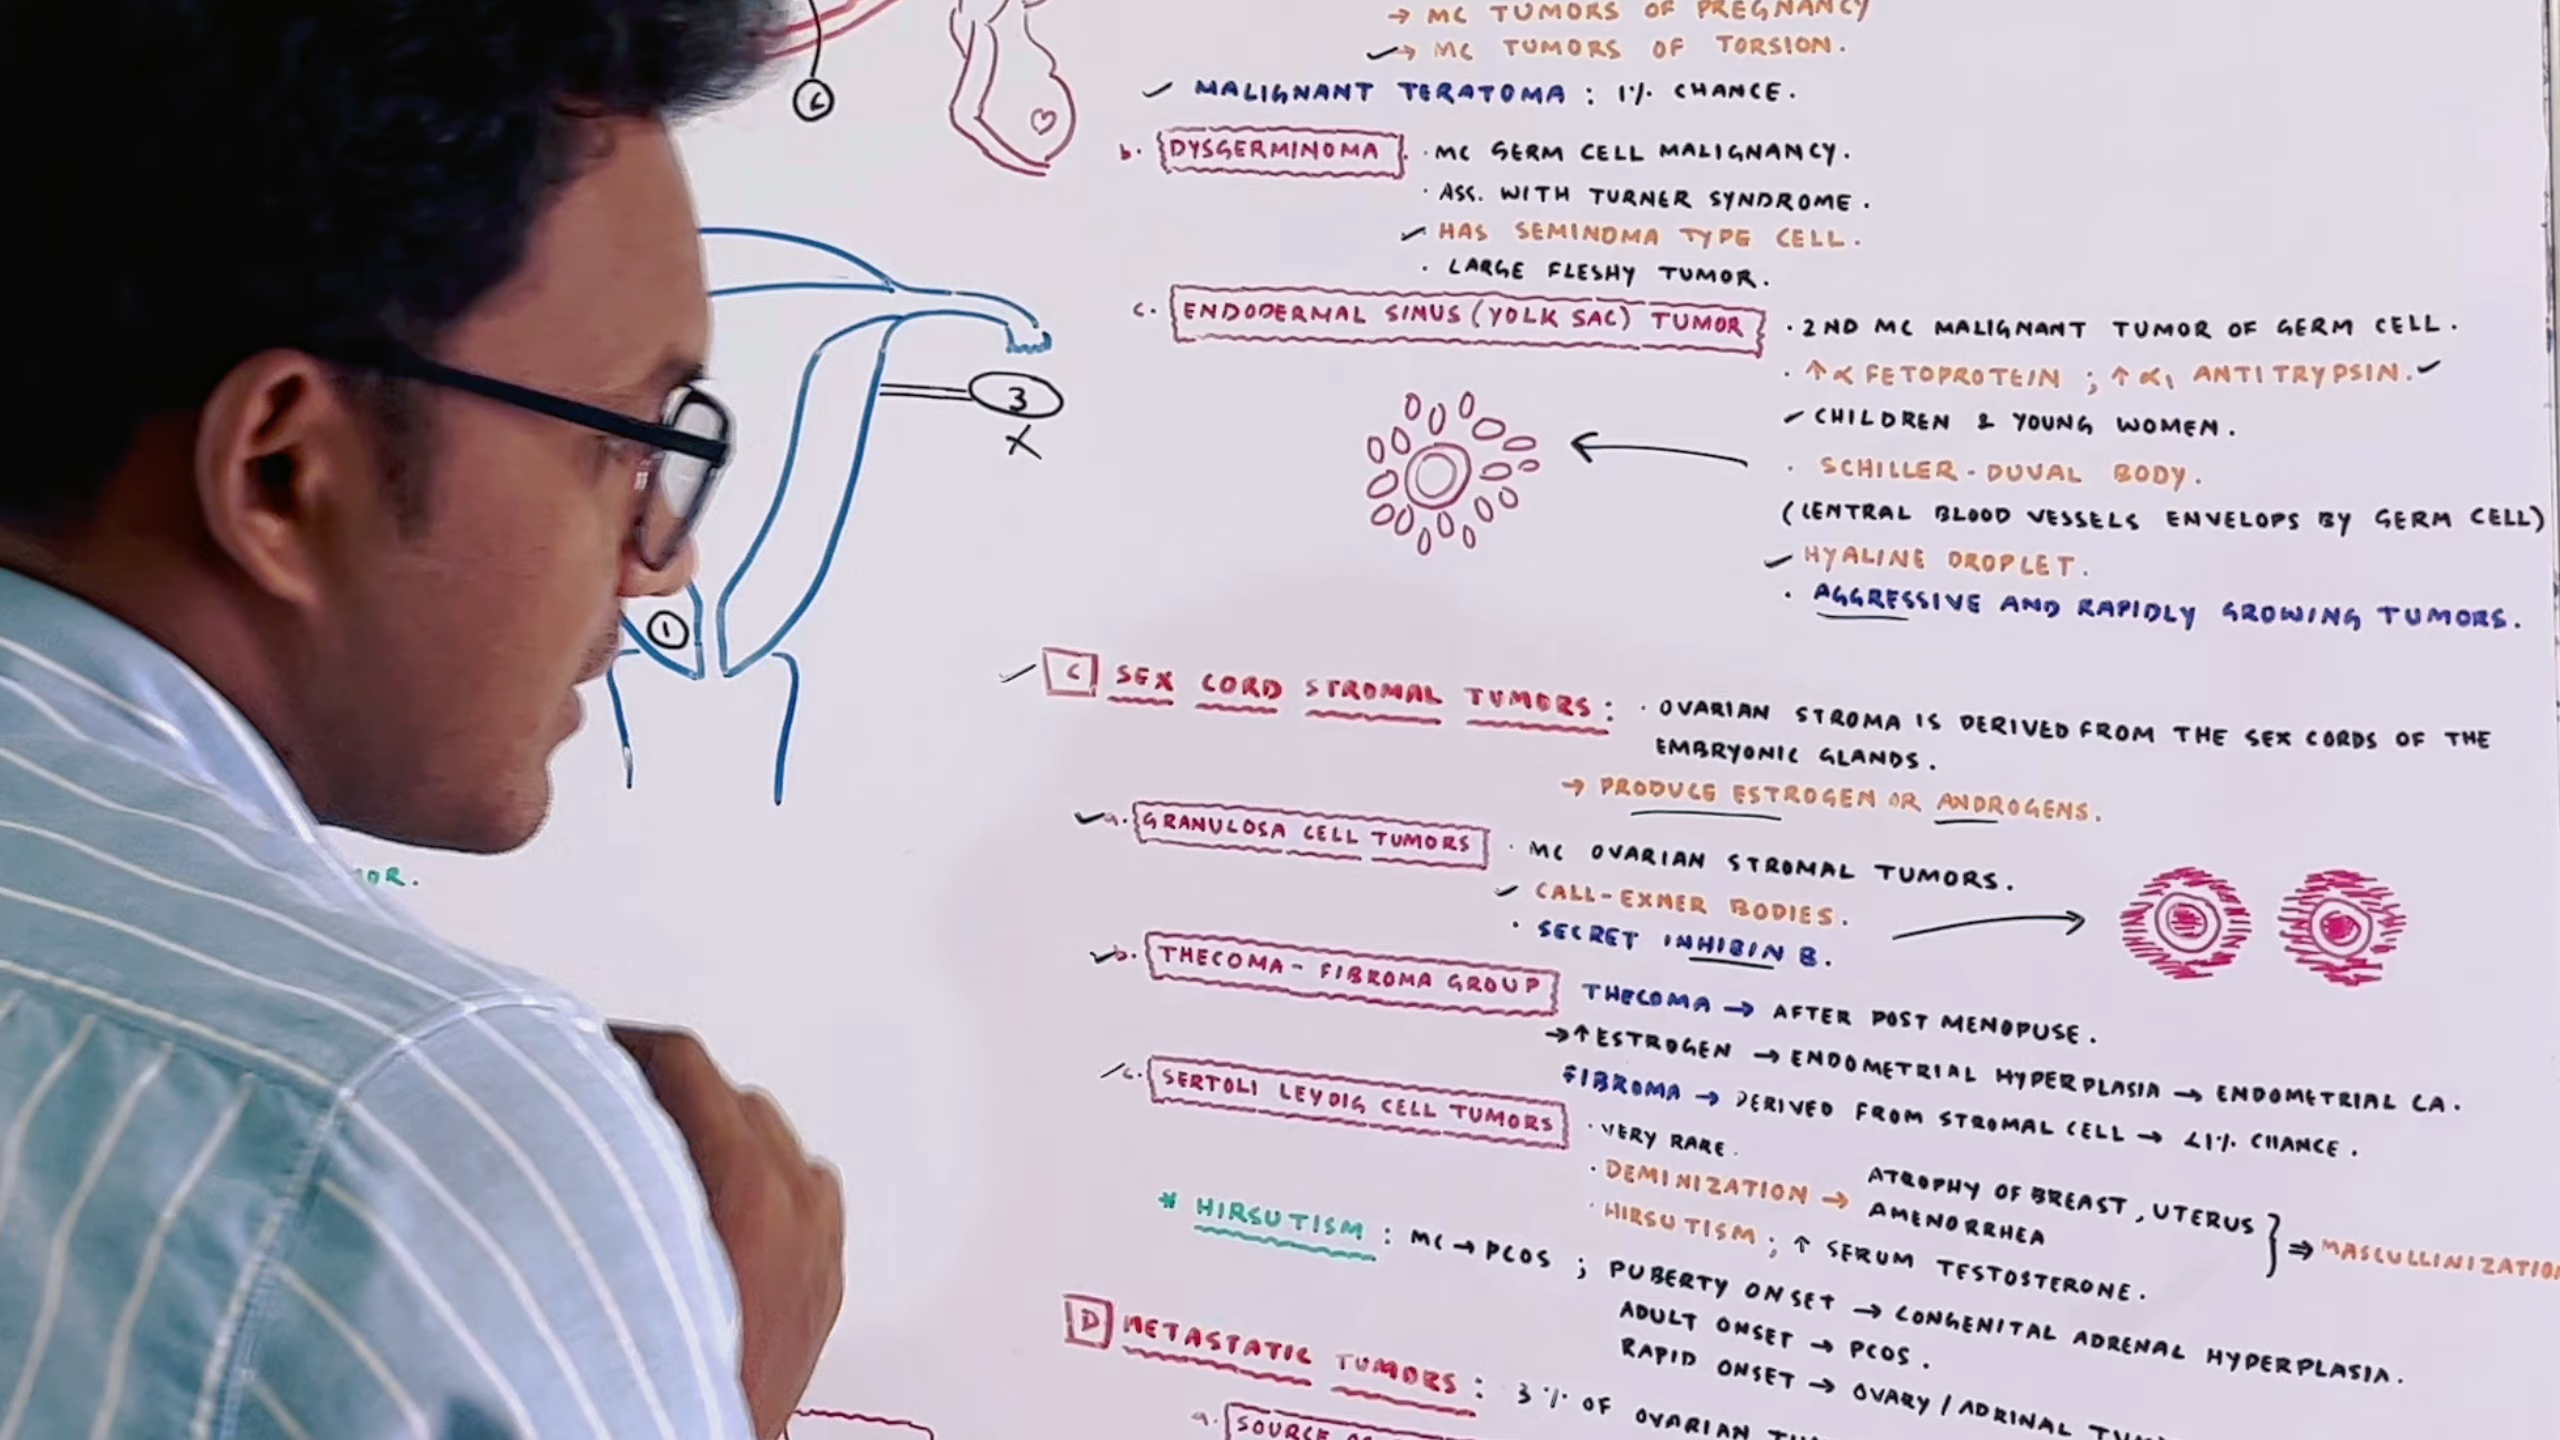 → MC TUMORS OF PREGNANCY
→ MC TUMORS OF TORSION.
MALIGNANT TERATOMA : 1% CHANCE.
b. DYSGERMINOMA . MC GERM CELL MALIGNANCY.
. ASS. WITH TURNER SYNDROME.
HAS SEMINOMA TYPE CELL.
. LARGE FLESHY TUMOR.
c. ENDODERMAL SINUS (YOLK SAC) TUMOR . 2ND MC MALIGNANT TUMOR OF GERM CELL.
. ↑ ∝ FETOPROTEIN ; ↑ ∝1 ANTITRYPSIN.
CHILDREN & YOUNG WOMEN.
. SCHILLER-DUVAL BODY.
(CENTRAL BLOOD VESSELS ENVELOPS BY GERM CELL)
HYALINE DROPLET.
. AGGRESSIVE AND RAPIDLY GROWING TUMORS.
3
X
1
C SEX CORD STROMAL TUMORS : . OVARIAN STROMA IS DERIVED FROM THE SEX CORDS OF THE
EMBRYONIC GLANDS.
→ PRODUCE ESTROGEN OR ANDROGENS.
a. GRANULOSA CELL TUMORS . MC OVARIAN STROMAL TUMORS.
CALL-EXNER BODIES.
. SECRET INHIBIN B.
b. THECOMA-FIBROMA GROUP THECOMA → AFTER POST MENOPUSE.
→ ↑ ESTROGEN → ENDOMETRIAL HYPERPLASIA → ENDOMETRIAL CA.
FIBROMA → DERIVED FROM STROMAL CELL → <1% CHANCE.
c. SERTOLI LEYDIG CELL TUMORS . VERY RARE.
. DEMINIZATION → ATROPHY OF BREAST, UTERUS
AMENORRHEA
. HIRSUTISM ; ↑ SERUM TESTOSTERONE.
} ⇒ MASCULLINIZATION
* HIRSUTISM : MC → PCOS ; PUBERTY ONSET → CONGENITAL ADRENAL HYPERPLASIA.
ADULT ONSET → PCOS.
RAPID ONSET → OVARY / ADRINAL
D METASTATIC TUMORS : 3% OF OVARIAN
a. SOURCE